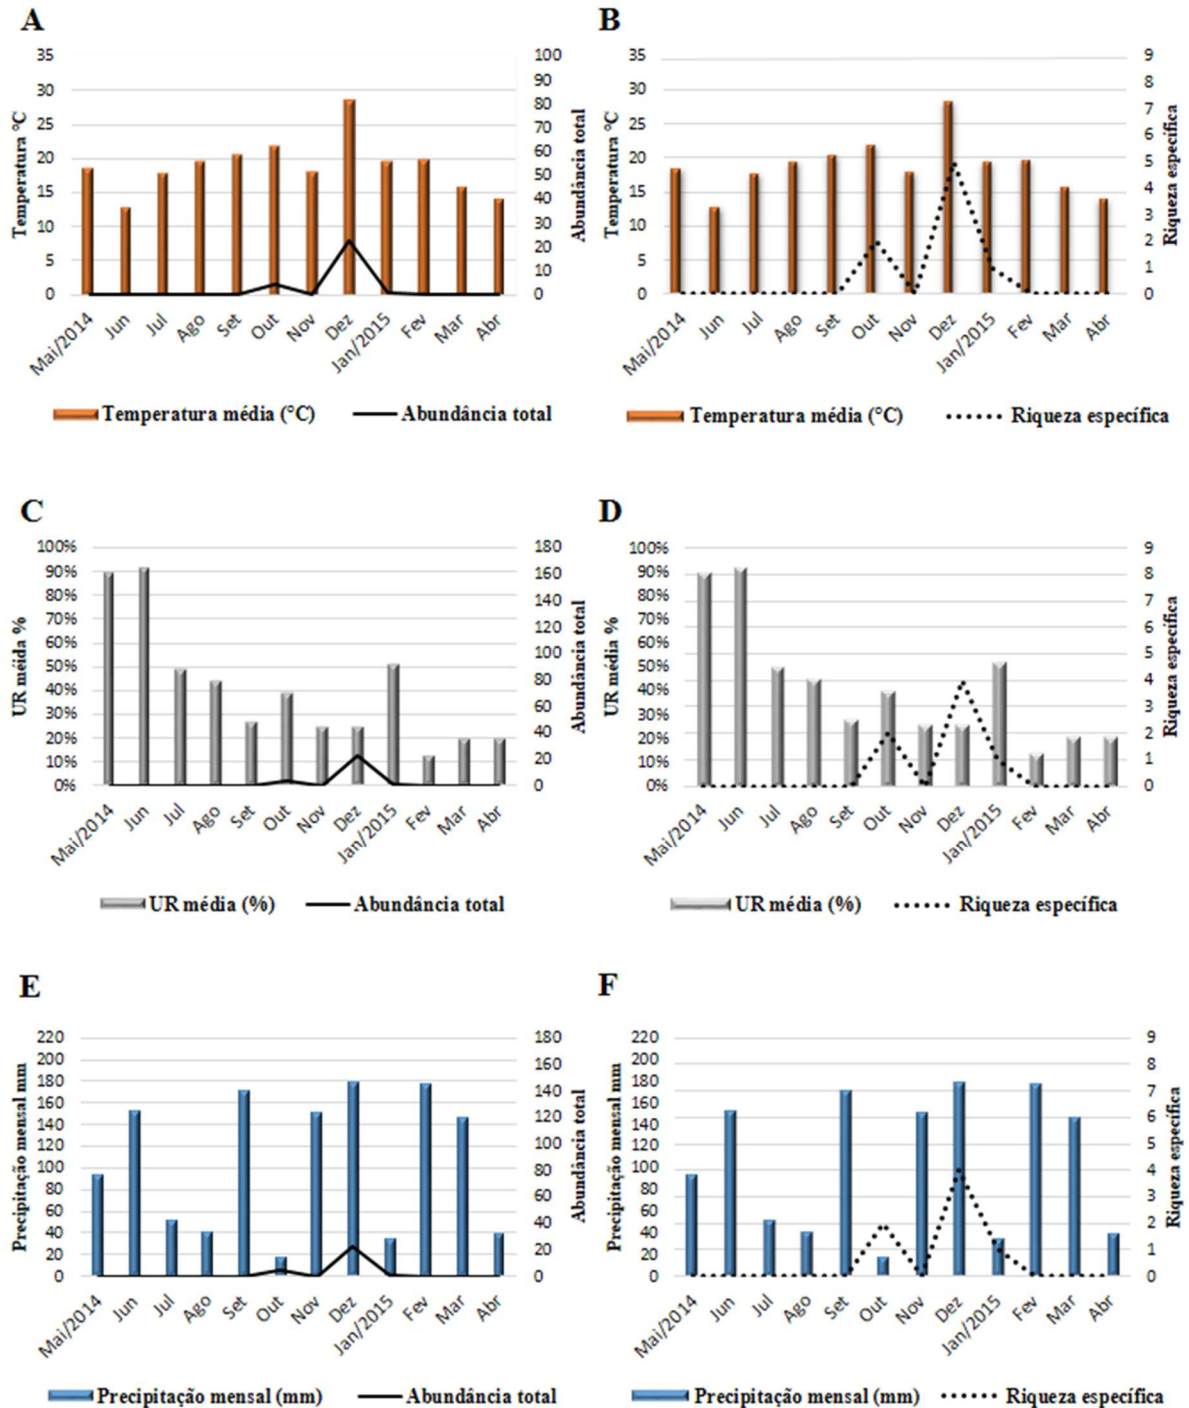 A
Temperatura °C
35
30
25
20
15
10
5
0
100
90
80
70
60
50
40
30
20
10
0
Abundância total
Mai/2014
Jun
Jul
Ago
Set
Out
Nov
Dez
Jan/2015
Fev
Mar
Abr
Temperatura média (°C)
Abundância total
B
Temperatura °C
35
30
25
20
15
10
5
0
9
8
7
6
5
4
3
2
1
0
Riqueza específica
Mai/2014
Jun
Jul
Ago
Set
Out
Nov
Dez
Jan/2015
Fev
Mar
Abr
Temperatura média (°C)
Riqueza específica
C
UR méida %
100%
90%
80%
70%
60%
50%
40%
30%
20%
10%
0%
180
160
140
120
100
80
60
40
20
0
Abundância total
Mai/2014
Jun
Jul
Ago
Set
Out
Nov
Dez
Jan/2015
Fev
Mar
Abr
UR média (%)
Abundância total
D
UR média %
100%
90%
80%
70%
60%
50%
40%
30%
20%
10%
0%
9
8
7
6
5
4
3
2
1
0
Riqueza específica
Mai/2014
Jun
Jul
Ago
Set
Out
Nov
Dez
Jan/2015
Fev
Mar
Abr
UR média (%)
Riqueza específica
E
Precipitação mensal mm
220
200
180
160
140
120
100
80
60
40
20
0
180
160
140
120
100
80
60
40
20
0
Abundância total
Mai/2014
Jun
Jul
Ago
Set
Out
Nov
Dez
Jan/2015
Fev
Mar
Abr
Precipitação mensal (mm)
Abundância total
F
Precipitação mensal mm
220
200
180
160
140
120
100
80
60
40
20
0
9
8
7
6
5
4
3
2
1
0
Riqueza específica
Mai/2014
Jun
Jul
Ago
Set
Out
Nov
Dez
Jan/2015
Fev
Mar
Abr
Precipitação mensal (mm)
Riqueza específica